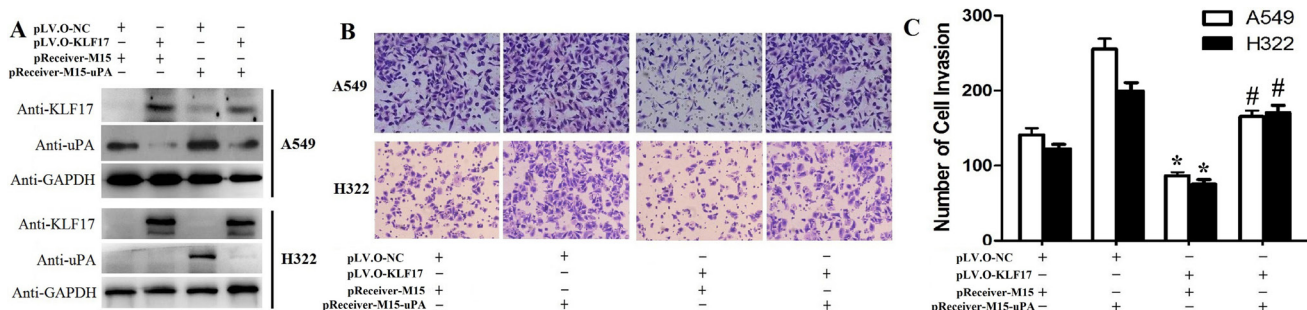 A
pLV.O-NC + − + −
pLV.O-KLF17 − + − +
pReceiver-M15 + + − −
pReceiver-M15-uPA − − + +
Anti-KLF17
Anti-uPA
Anti-GAPDH
A549
Anti-KLF17
Anti-uPA
Anti-GAPDH
H322
B
A549
H322
pLV.O-NC + + − −
pLV.O-KLF17 − − + +
pReceiver-M15 + − + −
pReceiver-M15-uPA − + − +
C
Number of Cell Invasion
300
200
100
0
A549
H322
* * # #
pLV.O-NC + + − −
pLV.O-KLF17 − − + +
pReceiver-M15 + − + −
pReceiver-M15-uPA − + − +